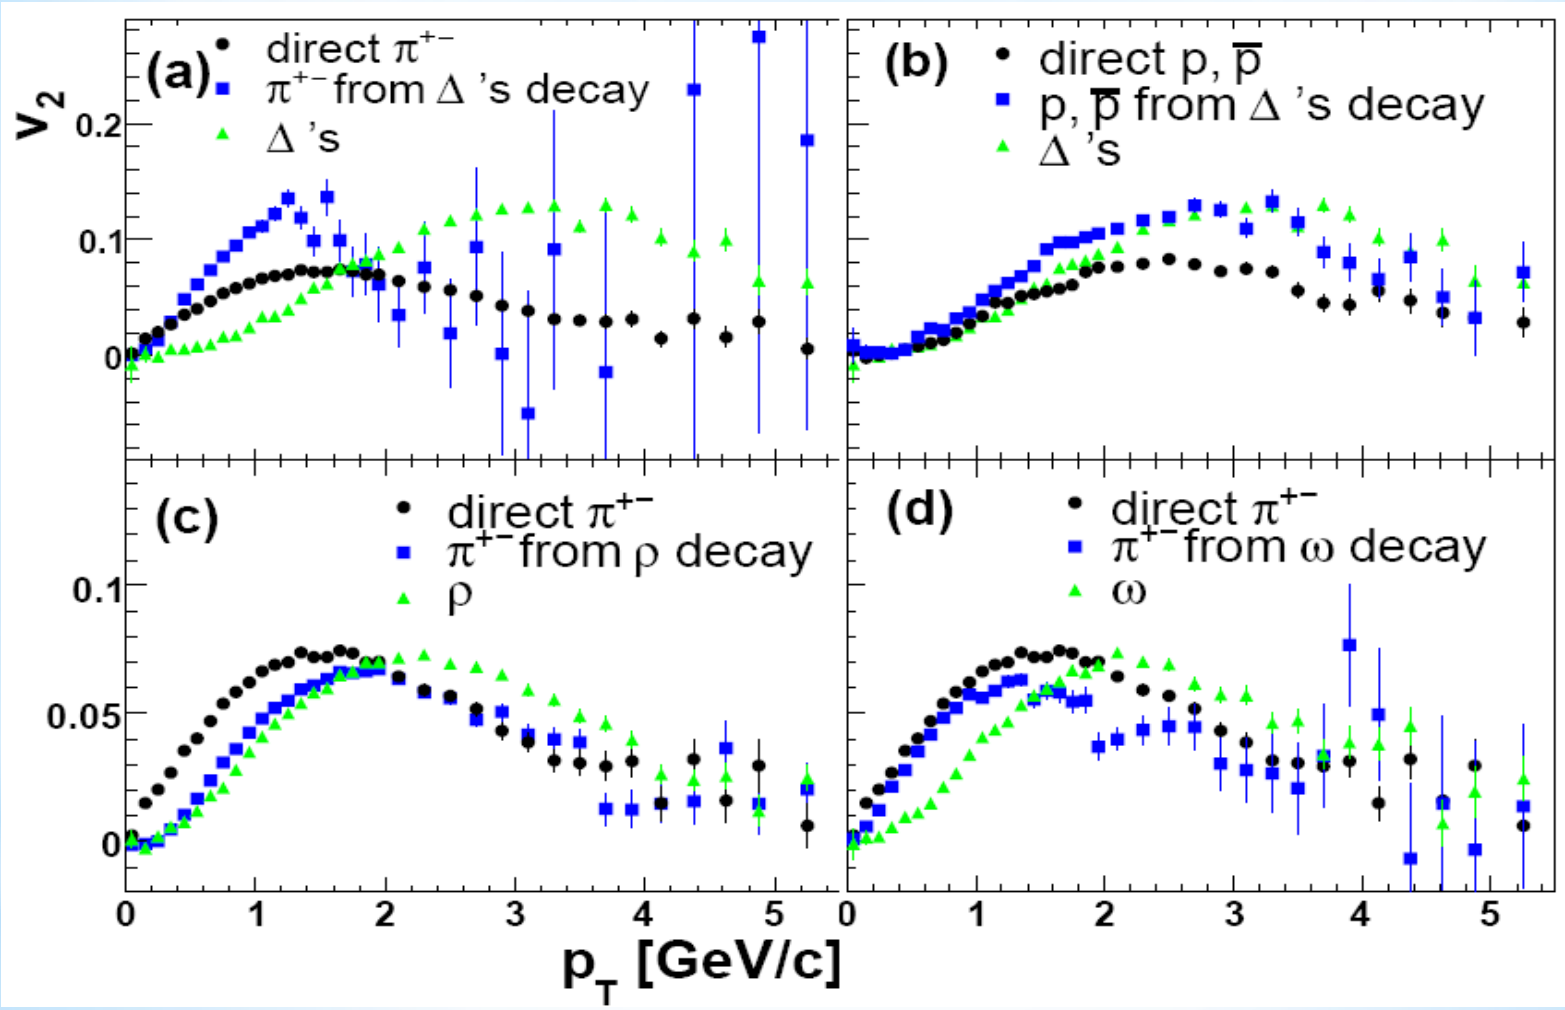 (a)
direct π⁺⁻
π⁺⁻ from Δ 's decay
Δ 's
(b)
direct p, p̅
p, p̅ from Δ 's decay
Δ 's
v₂
0.2
0.1
0
(c)
direct π⁺⁻
π⁺⁻ from ρ decay
ρ
(d)
direct π⁺⁻
π⁺⁻ from ω decay
ω
0.1
0.05
0
0 1 2 3 4 5 0 1 2 3 4 5
p_T [GeV/c]